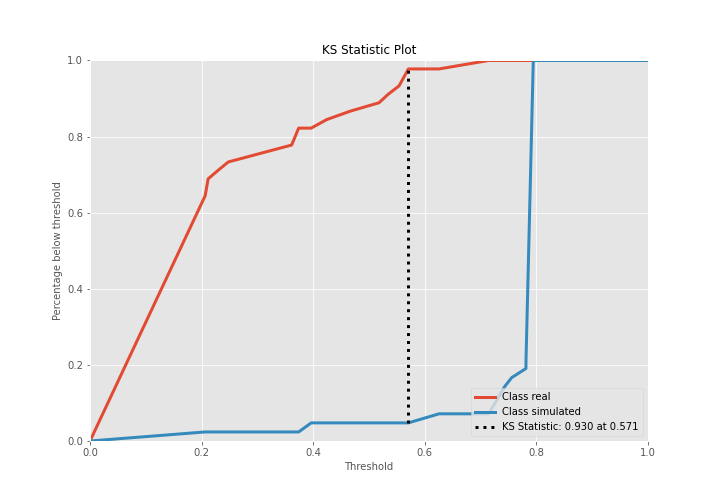 KS Statistic Plot
1.0
0.8
0.6
0.4
0.2
0.0
Percentage below threshold
Class real
Class simulated
KS Statistic: 0.930 at 0.571
0.0 0.2 0.4 0.6 0.8 1.0
Threshold